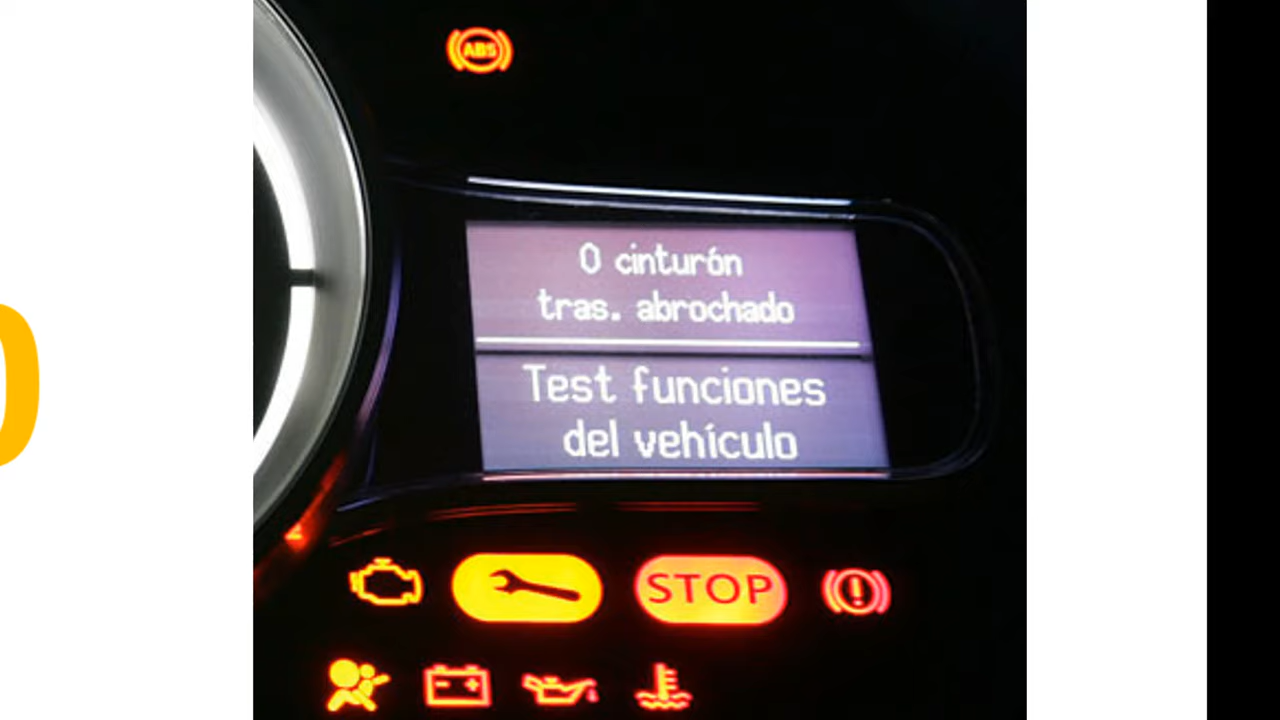 ABS
0 cinturón
tras. abrochado
Test funciones
del vehículo
STOP